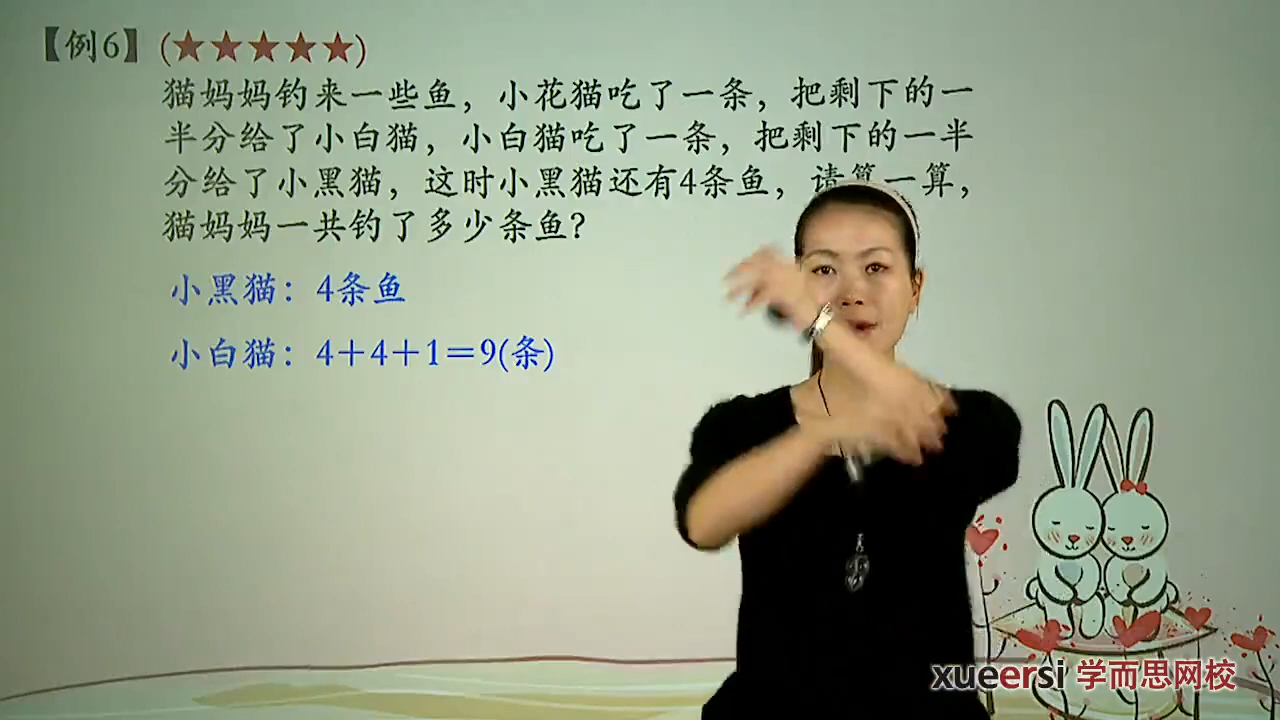 【例6】(★★★★★)
猫妈妈钓来一些鱼，小花猫吃了一条，把剩下的一
半分给了小白猫，小白猫吃了一条，把剩下的一半
分给了小黑猫，这时小黑猫还有4条鱼，请算一算，
猫妈妈一共钓了多少条鱼？
小黑猫：4条鱼
小白猫：4＋4＋1＝9(条)
xueersi 学而思网校